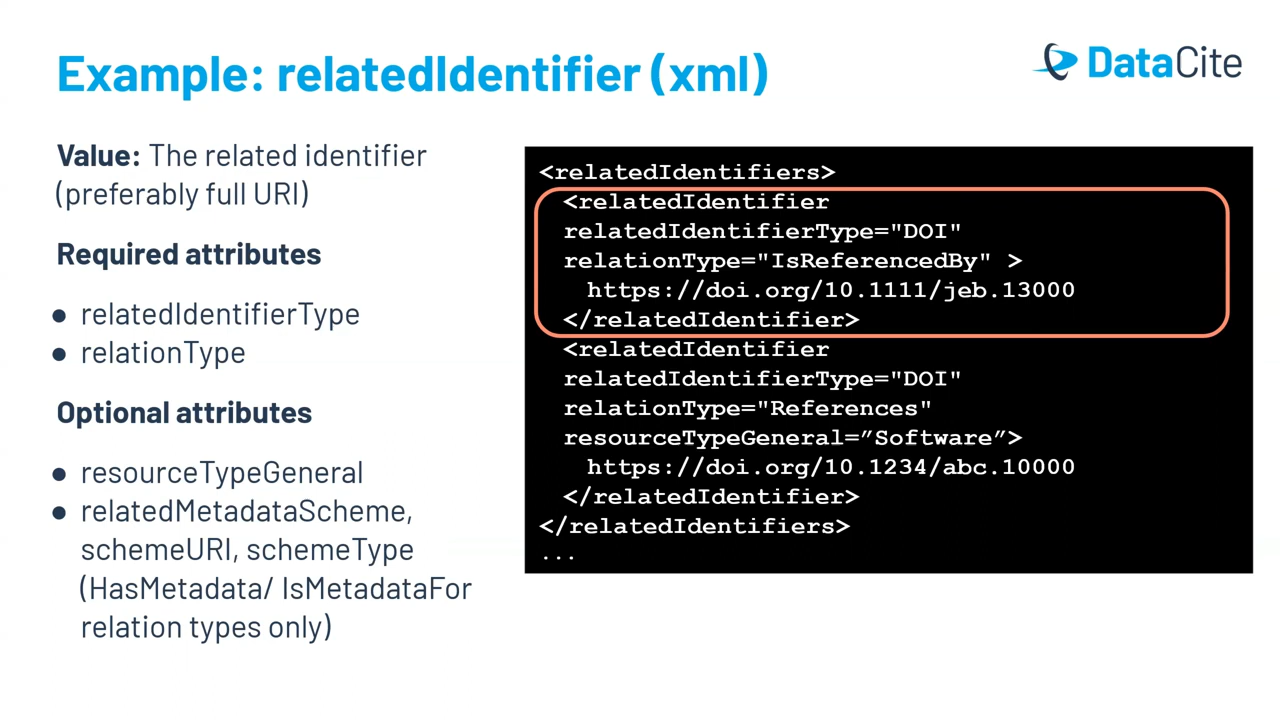 Example: relatedIdentifier (xml)
DataCite
Value: The related identifier
(preferably full URI)
Required attributes
● relatedIdentifierType
● relationType
Optional attributes
● resourceTypeGeneral
● relatedMetadataScheme,
schemeURI, schemeType
(HasMetadata/ IsMetadataFor
relation types only)
<relatedIdentifiers>
<relatedIdentifier
relatedIdentifierType="DOI"
relationType="IsReferencedBy" >
https://doi.org/10.1111/jeb.13000
</relatedIdentifier>
<relatedIdentifier
relatedIdentifierType="DOI"
relationType="References"
resourceTypeGeneral=”Software”>
https://doi.org/10.1234/abc.10000
</relatedIdentifier>
</relatedIdentifiers>
...